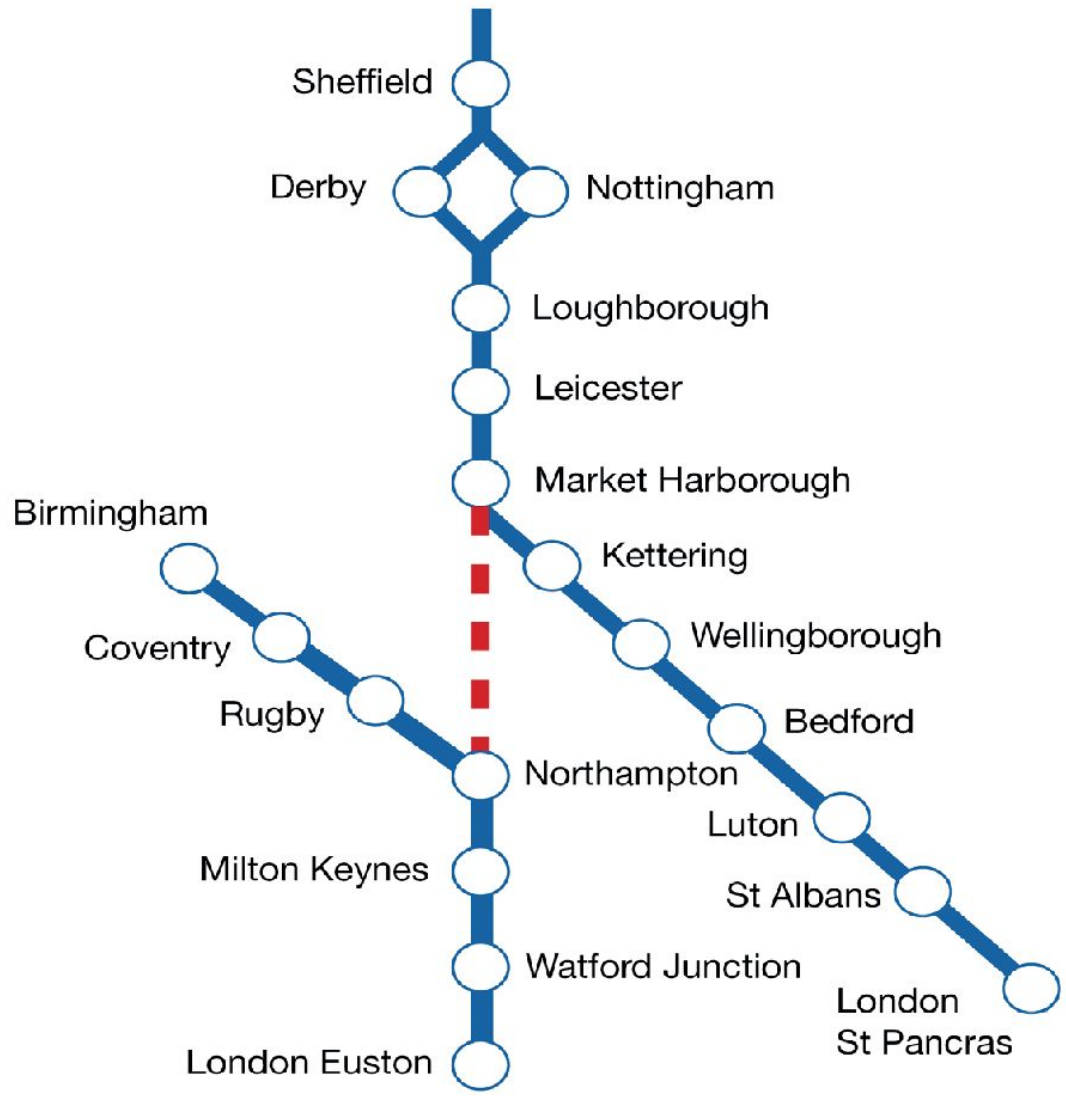 Sheffield
Derby
Nottingham
Loughborough
Leicester
Market Harborough
Birmingham
Kettering
Coventry
Wellingborough
Rugby
Bedford
Northampton
Luton
Milton Keynes
St Albans
Watford Junction
London
St Pancras
London Euston